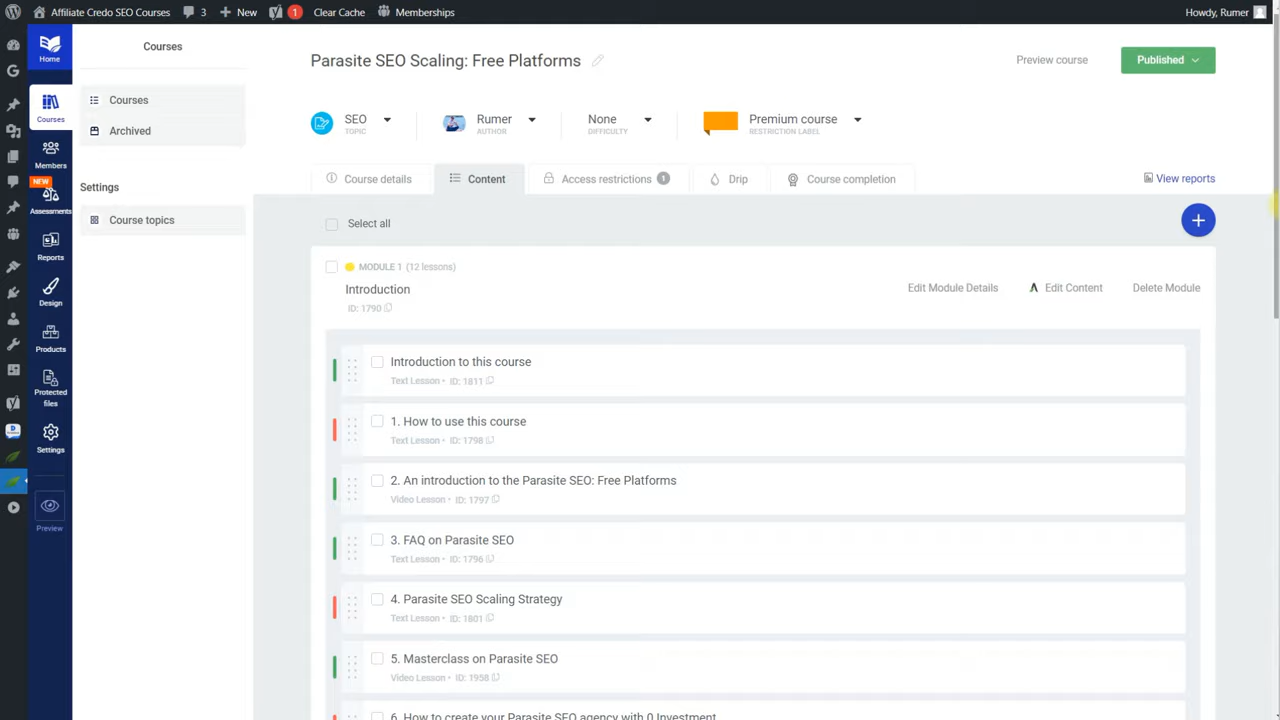 Affiliate Credo SEO Courses 3 New 1 Clear Cache Memberships Howdy, Rumer
Home
Courses
Members
NEW
Assessments
Reports
Design
Products
Protected
files
Settings
Preview
Courses
Courses
Archived
Settings
Course topics
Parasite SEO Scaling: Free Platforms
Preview course
Published
SEO
TOPIC
Rumer
AUTHOR
None
DIFFICULTY
Premium course
RESTRICTION LABEL
Course details
Content
Access restrictions 1
Drip
Course completion
View reports
Select all
+
MODULE 1 (12 lessons)
Introduction
ID: 1790
Edit Module Details
Edit Content
Delete Module
Introduction to this course
Text Lesson • ID: 1811
1. How to use this course
Text Lesson • ID: 1798
2. An introduction to the Parasite SEO: Free Platforms
Video Lesson • ID: 1797
3. FAQ on Parasite SEO
Text Lesson • ID: 1796
4. Parasite SEO Scaling Strategy
Text Lesson • ID: 1801
5. Masterclass on Parasite SEO
Video Lesson • ID: 1958
6. How to create your Parasite SEO agency with 0 Investment